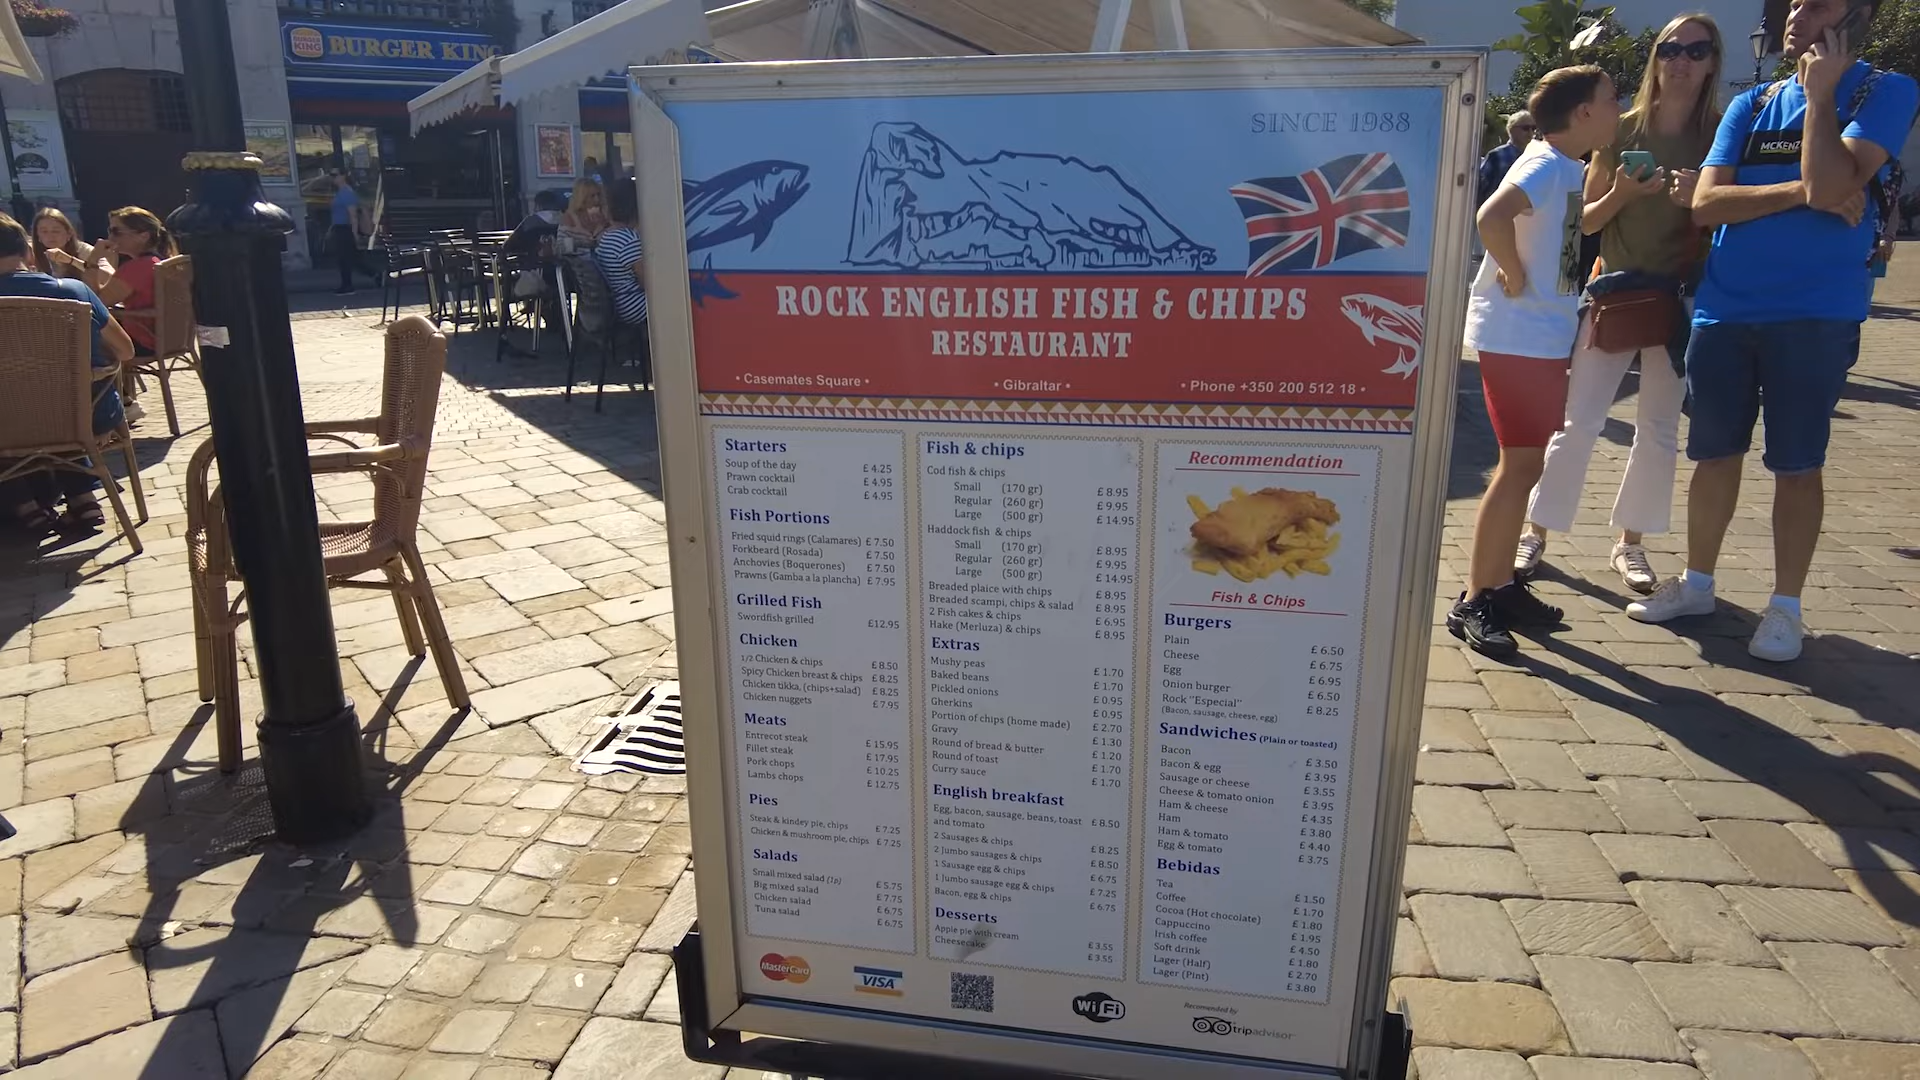 BURGER KING
BURGER KING
SINCE 1988
ROCK ENGLISH FISH & CHIPS
RESTAURANT
• Casemates Square • • Gibraltar • • Phone +350 200 512 18 •
Starters
Soup of the day £ 4.25
Prawn cocktail £ 4.95
Crab cocktail £ 4.95
Fish Portions
Fried squid rings (Calamares) £ 7.50
Forkbeard (Rosada) £ 7.50
Anchovies (Boquerones) £ 7.50
Prawns (Gamba a la plancha) £ 7.95
Grilled Fish
Swordfish grilled £12.95
Chicken
1/2 Chicken & chips £ 8.50
Spicy Chicken breast & chips £ 8.25
Chicken tikka, (chips+salad) £ 8.25
Chicken nuggets £ 7.95
Meats
Entrecot steak £ 15.95
Fillet steak £ 17.95
Pork chops £ 10.25
Lambs chops £ 12.75
Pies
Steak & kindey pie, chips £ 7.25
Chicken & mushroom pie, chips £ 7.25
Salads
Small mixed salad (1p) £ 5.75
Big mixed salad £ 7.75
Chicken salad £ 6.75
Tuna salad £ 6.75
Fish & chips
Cod fish & chips
Small (170 gr) £ 8.95
Regular (260 gr) £ 9.95
Large (500 gr) £ 14.95
Haddock fish & chips
Small (170 gr) £ 8.95
Regular (260 gr) £ 9.95
Large (500 gr) £ 14.95
Breaded plaice with chips £ 8.95
Breaded scampi, chips & salad £ 8.95
2 Fish cakes & chips £ 6.95
Hake (Merluza) & chips £ 8.95
Extras
Mushy peas £ 1.70
Baked beans £ 1.70
Pickled onions £ 0.95
Gherkins £ 0.95
Portion of chips (home made) £ 2.70
Gravy £ 1.30
Round of bread & butter £ 1.20
Round of toast £ 1.70
Curry sauce £ 1.70
English breakfast
Egg, bacon, sausage, beans, toast £ 8.50
and tomato
2 Sausages & chips £ 8.25
2 Jumbo sausages & chips £ 8.50
1 Sausage egg & chips £ 6.75
1 Jumbo sausage egg & chips £ 7.25
Bacon, egg & chips £ 6.75
Desserts
Apple pie with cream £ 3.55
Cheesecake £ 3.55
Recommendation
Fish & Chips
Burgers
Plain £ 6.50
Cheese £ 6.75
Egg £ 6.95
Onion burger £ 6.50
Rock "Especial" £ 8.25
(Bacon, sausage, cheese, egg)
Sandwiches (Plain or toasted)
Bacon £ 3.50
Bacon & egg £ 3.95
Sausage or cheese £ 3.55
Cheese & tomato onion £ 3.95
Ham & cheese £ 4.35
Ham £ 3.80
Ham & tomato £ 4.40
Egg & tomato £ 3.75
Bebidas
Tea £ 1.50
Coffee £ 1.70
Cocoa (Hot chocolate) £ 1.80
Cappuccino £ 1.95
Irish coffee £ 4.50
Soft drink £ 1.80
Lager (Half) £ 2.70
Lager (Pint) £ 3.80
MasterCard
VISA
Wi Fi
Recomended by
tripadvisor